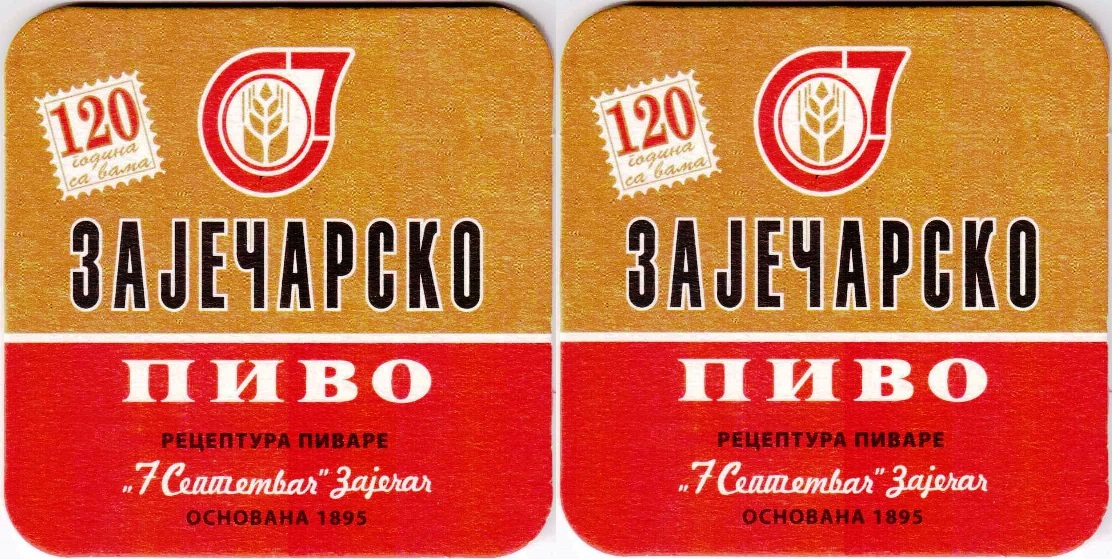 120
година
са вама
ЗАЈЕЧАРСКО
ПИВО
РЕЦЕПТУРА ПИВАРЕ
„7 Септембар" Зајечар
ОСНОВАНА 1895
120
година
са вама
ЗАЈЕЧАРСКО
ПИВО
РЕЦЕПТУРА ПИВАРЕ
„7 Септембар" Зајечар
ОСНОВАНА 1895